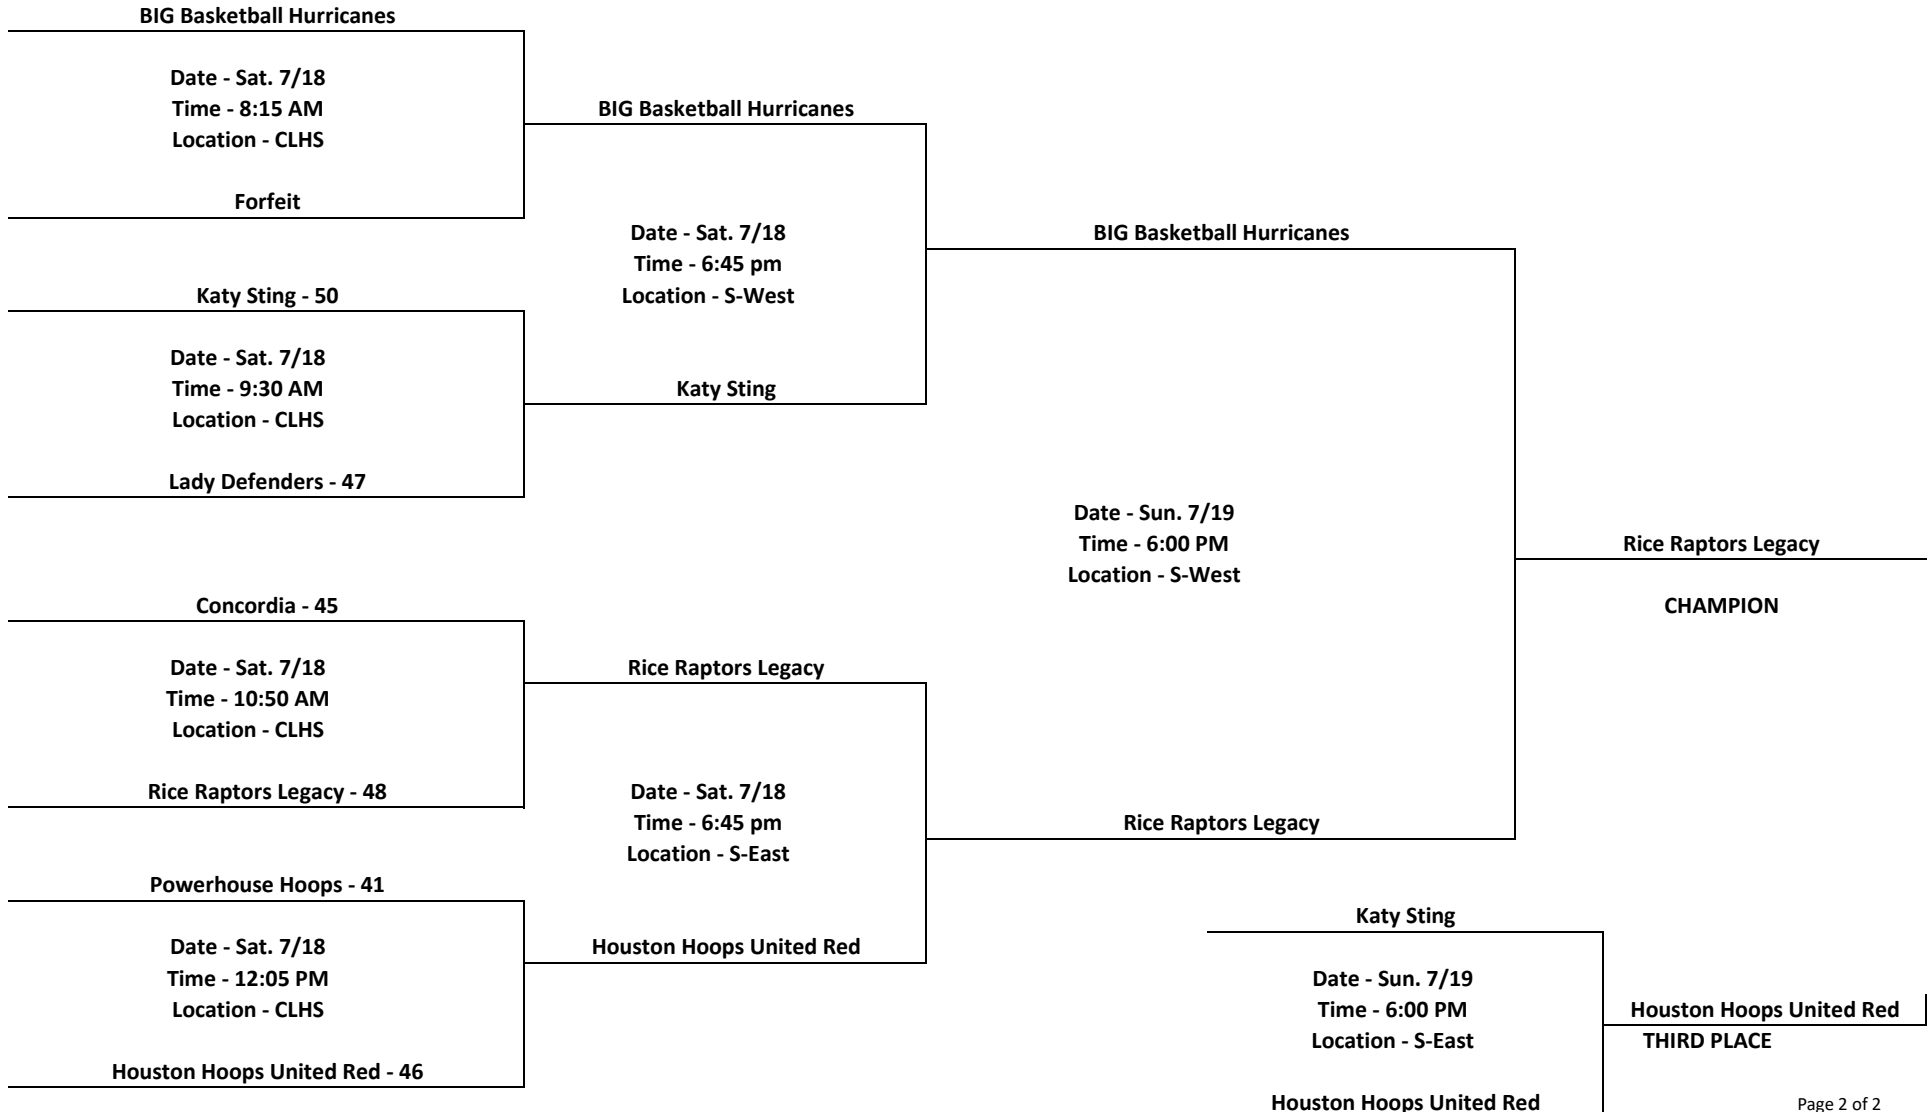 BIG Basketball Hurricanes
Date - Sat. 7/18
Time - 8:15 AM
Location - CLHS
Forfeit
Katy Sting - 50
Date - Sat. 7/18
Time - 9:30 AM
Location - CLHS
Lady Defenders - 47
Concordia - 45
Date - Sat. 7/18
Time - 10:50 AM
Location - CLHS
Rice Raptors Legacy - 48
Powerhouse Hoops - 41
Date - Sat. 7/18
Time - 12:05 PM
Location - CLHS
Houston Hoops United Red - 46
BIG Basketball Hurricanes
Date - Sat. 7/18
Time - 6:45 pm
Location - S-West
Katy Sting
Rice Raptors Legacy
Date - Sat. 7/18
Time - 6:45 pm
Location - S-East
Houston Hoops United Red
BIG Basketball Hurricanes
Date - Sun. 7/19
Time - 6:00 PM
Location - S-West
Rice Raptors Legacy
Rice Raptors Legacy
CHAMPION
Katy Sting
Date - Sun. 7/19
Time - 6:00 PM
Location - S-East
Houston Hoops United Red
Houston Hoops United Red
THIRD PLACE
Page 2 of 2